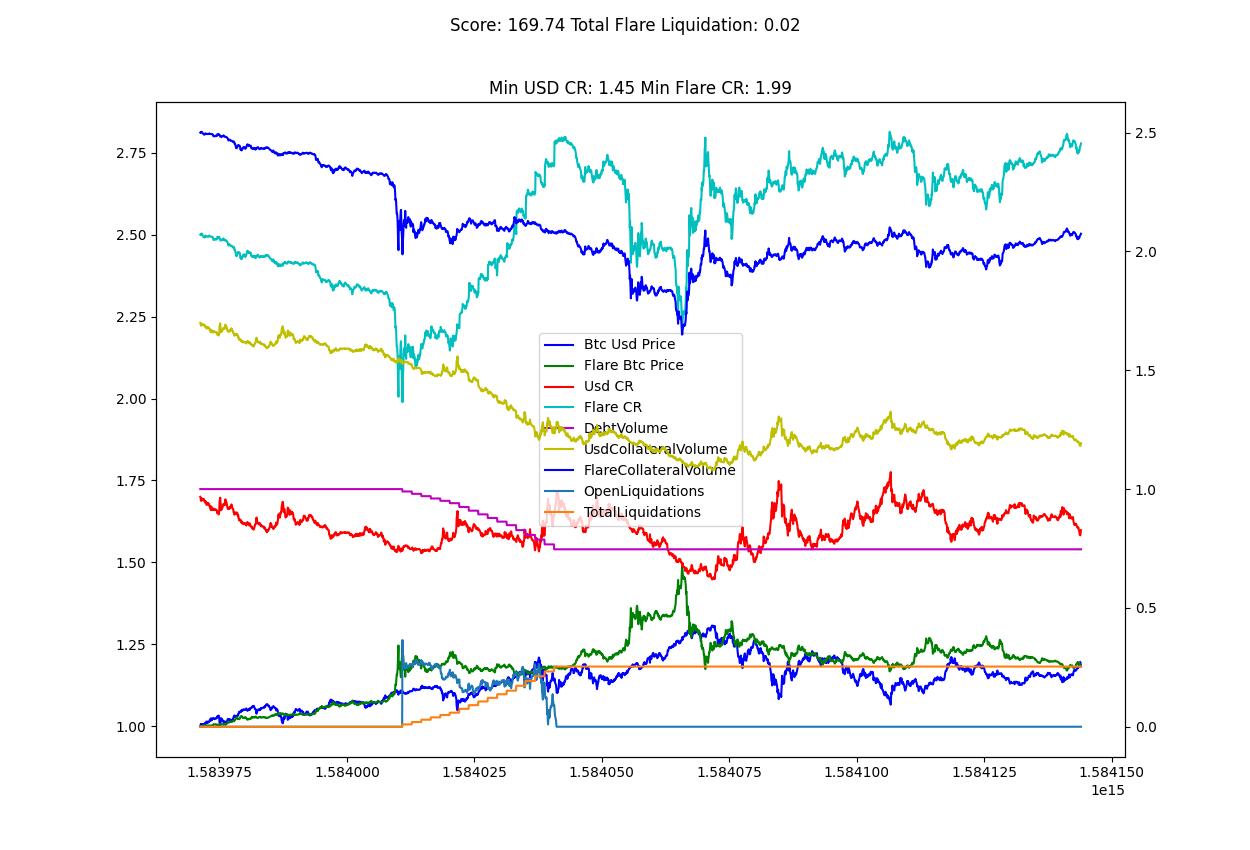 Score: 169.74 Total Flare Liquidation: 0.02
Min USD CR: 1.45 Min Flare CR: 1.99
2.75
2.50
2.25
2.00
1.75
1.50
1.25
1.00
2.5
2.0
1.5
1.0
0.5
0.0
Btc Usd Price
Flare Btc Price
Usd CR
Flare CR
DebtVolume
UsdCollateralVolume
FlareCollateralVolume
OpenLiquidations
TotalLiquidations
1.583975 1.584000 1.584025 1.584050 1.584075 1.584100 1.584125 1.584150
1e15